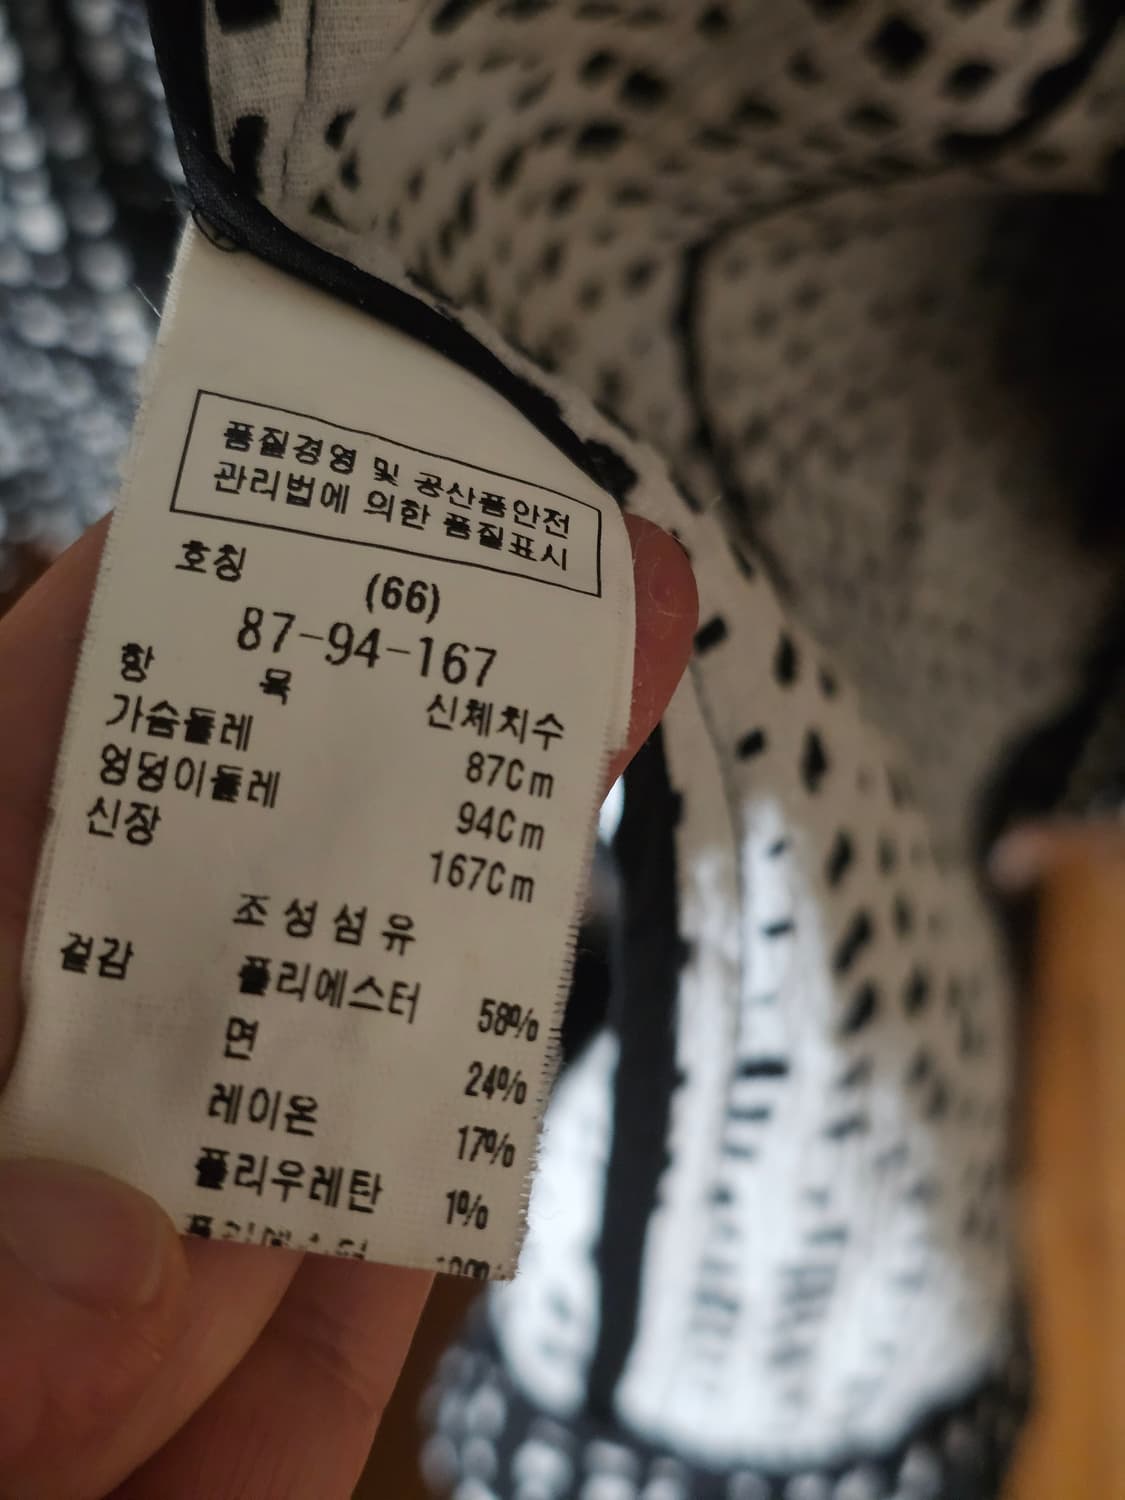 품질경영 및 공산품안전
관리법에 의한 품질표시
호칭 (66)
87-94-167
항 목 신체치수
가슴둘레 87Cm
엉덩이둘레 94Cm
신장 167Cm
조성섬유
겉감 폴리에스터 58%
면 24%
레이온 17%
폴리우레탄 1%